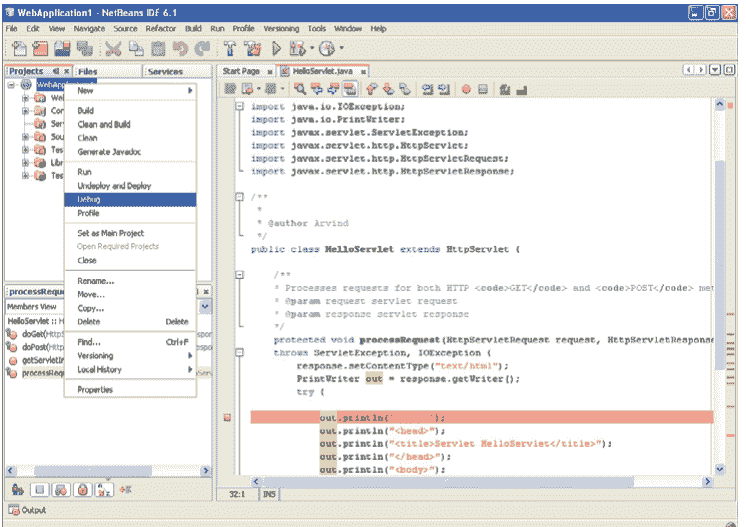 WebApplication1 - NetBeans IDE 6.1
File Edit View Navigate Source Refactor Build Run Profile Versioning Tools Window Help
Projects Files Services
Start Page HelloServlet.java
New
Build
Clean and Build
Clean
Generate Javadoc
Run
Undeploy and Deploy
Debug
Profile
Set as Main Project
Open Required Projects
Close
Rename...
Move...
Copy...
Delete Delete
Find... Ctrl+F
Versioning
Local History
Properties
Members View
HelloServlet ::
doGet(
doPost(
processRequ
import java.io.IOException;
import java.io.PrintWriter;
import javax.servlet.ServletException;
import javax.servlet.http.HttpServlet;
import javax.servlet.http.HttpServletRequest;
import javax.servlet.http.HttpServletResponse;
/**
*
* @author Arvind
*/
public class HelloServlet extends HttpServlet {
/**
* Processes requests for both HTTP <code>GET</code> and <code>POST</code> met
* @param request servlet request
* @param response servlet response
*/
protected void processRequest(HttpServletRequest request, HttpServletResponse
throws ServletException, IOException {
response.setContentType("text/html");
PrintWriter out = response.getWriter();
try {
out.println(
out.println("<head>");
out.println("<title>Servlet HelloServlet</title>");
out.println("</head>");
out.println("<body>");
32:1 INS
Output